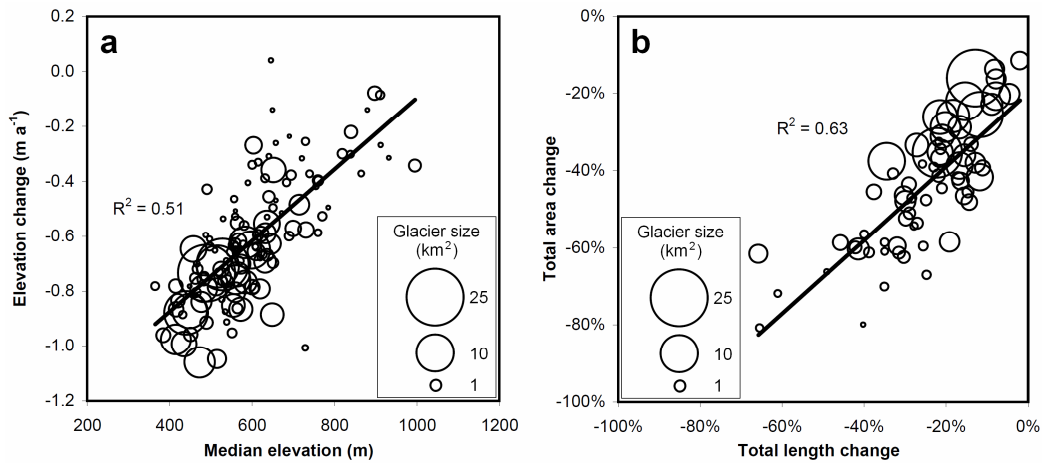 a
0.2
0.0
-0.2
-0.4
-0.6
-0.8
-1.0
-1.2
Elevation change (m a⁻¹)
R² = 0.51
Glacier size
(km²)
25
10
1
200
400
600
800
1000
1200
Median elevation (m)
b
0%
-20%
-40%
-60%
-80%
-100%
Total area change
R² = 0.63
Glacier size
(km²)
25
10
1
-100%
-80%
-60%
-40%
-20%
0%
Total length change